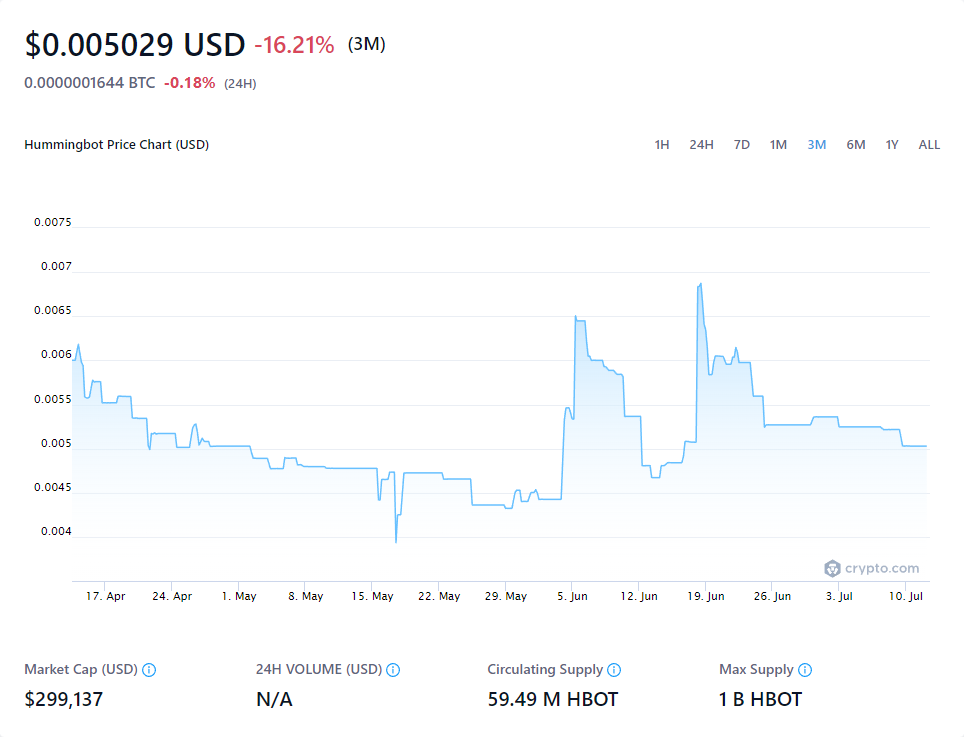 $0.005029 USD -16.21% (3M)
0.0000001644 BTC -0.18% (24H)
Hummingbot Price Chart (USD) 1H 24H 7D 1M 3M 6M 1Y ALL
0.0075
0.007
0.0065
0.006
0.0055
0.005
0.0045
0.004
crypto.com
17. Apr 24. Apr 1. May 8. May 15. May 22. May 29. May 5. Jun 12. Jun 19. Jun 26. Jun 3. Jul 10. Jul
Market Cap (USD) 24H VOLUME (USD) Circulating Supply Max Supply
$299,137 N/A 59.49 M HBOT 1 B HBOT